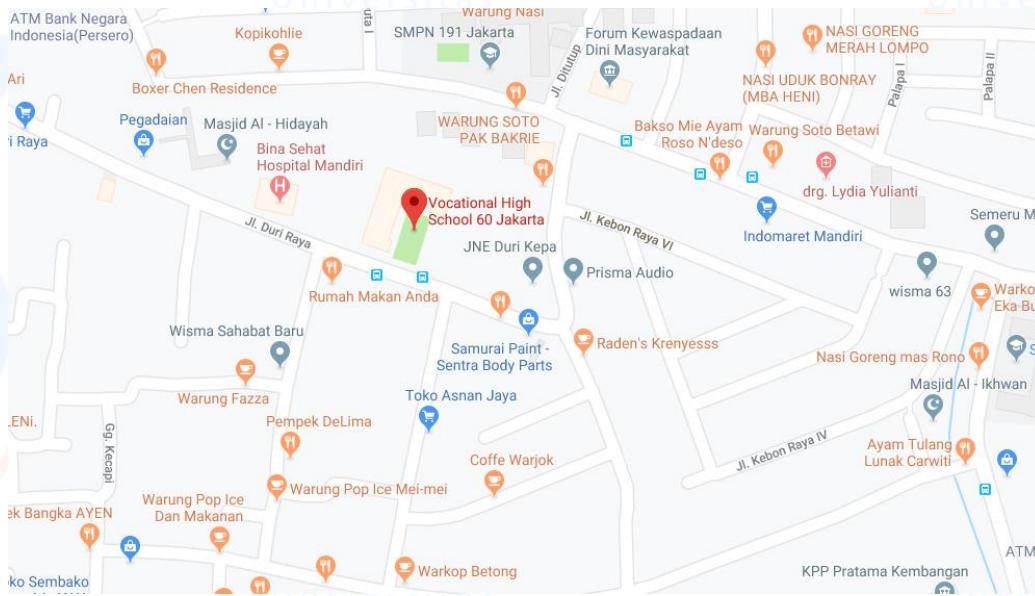 ATM Bank Negara
Indonesia(Persero)
Kopikohlie
uta I
Warung Nasi
SMPN 191 Jakarta
Forum Kewaspadaan
Dini Masyarakat
NASI GORENG
MERAH LOMPO
Ari
Boxer Chen Residence
Jl. Ditutup
NASI UDUK BONRAY
(MBA HENI)
Palapa I
Palapa II
ri Raya
Pegadaian
Masjid Al - Hidayah
WARUNG SOTO
PAK BAKRIE
Bakso Mie Ayam
Roso N'deso
Warung Soto Betawi
Bina Sehat
Hospital Mandiri
H
drg. Lydia Yulianti
Vocational High
School 60 Jakarta
Jl. Duri Raya
Jl. Kebon Raya VI
Indomaret Mandiri
Semeru M
JNE Duri Kepa
Prisma Audio
Rumah Makan Anda
wisma 63
Warko
Eka Bu
Wisma Sahabat Baru
Samurai Paint -
Sentra Body Parts
Raden's Krenyesss
Nasi Goreng mas Rono
S
Warung Fazza
Toko Asnan Jaya
Masjid Al - Ikhwan
LENi.
Gg. Kecapi
Pempek DeLima
Jl. Kebon Raya IV
Ayam Tulang
Lunak Carwiti
Coffe Warjok
Warung Pop Ice Mei-mei
Warung Pop Ice
Dan Makanan
ek Bangka AYEN
ATM
Warkop Betong
KPP Pratama Kembangan
oko Sembako